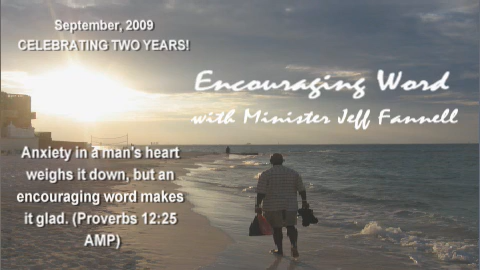 September, 2009
CELEBRATING TWO YEARS!
Encouraging Word
with Minister Jeff Fannell
Anxiety in a man's heart
weighs it down, but an
encouraging word makes
it glad. (Proverbs 12:25
AMP)